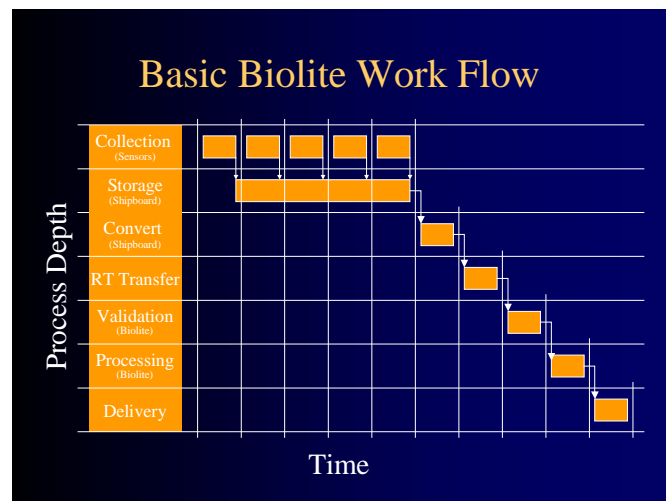 Basic Biolite Work Flow
Collection
(Sensors)
Storage
(Shipboard)
Convert
(Shipboard)
RT Transfer
Validation
(Biolite)
Processing
(Biolite)
Delivery
Process Depth
Time